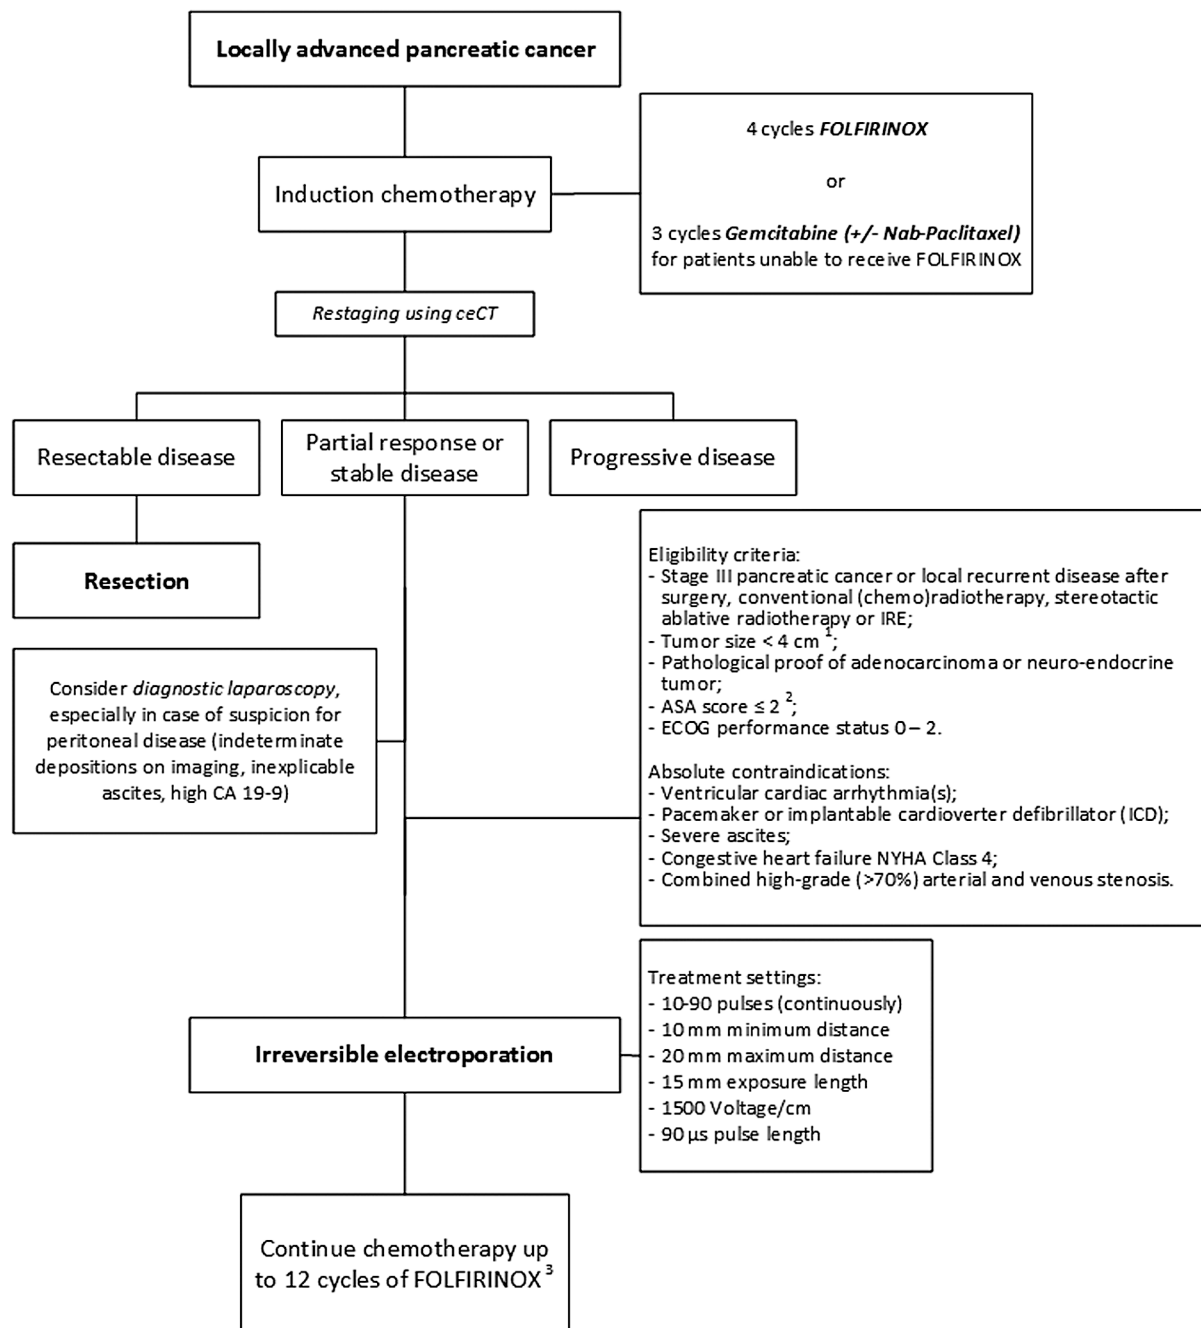 Locally advanced pancreatic cancer
4 cycles FOLFIRINOX
or
3 cycles Gemcitabine (+/- Nab-Paclitaxel)
for patients unable to receive FOLFIRINOX
Induction chemotherapy
Restaging using ceCT
Resectable disease
Partial response or
stable disease
Progressive disease
Resection
Eligibility criteria:
- Stage III pancreatic cancer or local recurrent disease after
surgery, conventional (chemo)radiotherapy, stereotactic
ablative radiotherapy or IRE;
- Tumor size < 4 cm ¹;
- Pathological proof of adenocarcinoma or neuro-endocrine
tumor;
- ASA score ≤ 2 ²;
- ECOG performance status 0 – 2.
Absolute contraindications:
- Ventricular cardiac arrhythmia(s);
- Pacemaker or implantable cardioverter defibrillator (ICD);
- Severe ascites;
- Congestive heart failure NYHA Class 4;
- Combined high-grade (>70%) arterial and venous stenosis.
Consider diagnostic laparoscopy,
especially in case of suspicion for
peritoneal disease (indeterminate
depositions on imaging, inexplicable
ascites, high CA 19-9)
Irreversible electroporation
Treatment settings:
- 10-90 pulses (continuously)
- 10 mm minimum distance
- 20 mm maximum distance
- 15 mm exposure length
- 1500 Voltage/cm
- 90 µs pulse length
Continue chemotherapy up
to 12 cycles of FOLFIRINOX ³